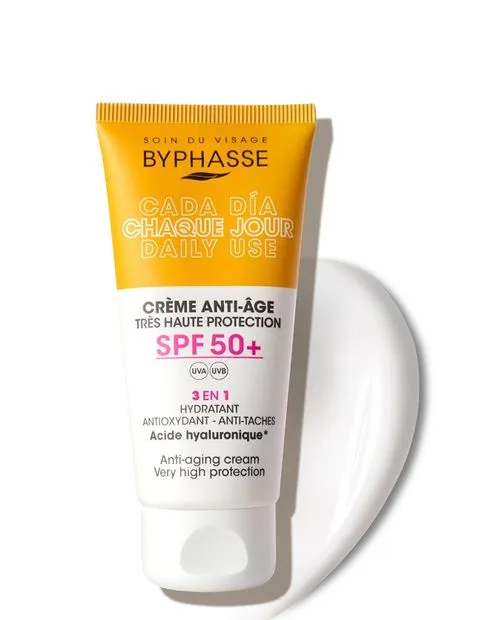 SOIN DU VISAGE
BYPHASSE
CADA DÍA
CHAQUE JOUR
DAILY USE
CRÈME ANTI-ÂGE
TRÈS HAUTE PROTECTION
SPF 50+
UVA UVB
3 EN 1
HYDRATANT
ANTIOXYDANT - ANTI-TACHES
Acide hyaluronique*
Anti-aging cream
Very high protection